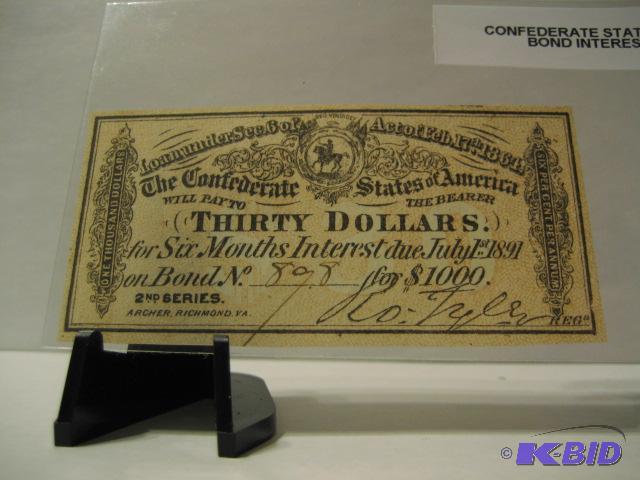 CONFEDERATE STAT
BOND INTERES
Loan under Sec. 6 of Act of Feb. 17th 1864.
The Confederate States of America
WILL PAY TO THE BEARER
THIRTY DOLLARS.
for Six Months Interest due July 1st 1891
on Bond No. 898 for $1000.
2ND SERIES.
Ro: Tyler
ARCHER, RICHMOND, VA.
REGR
ONE THOUSAND DOLLARS
SIX PER CENT PER ANNUM
© K-BID